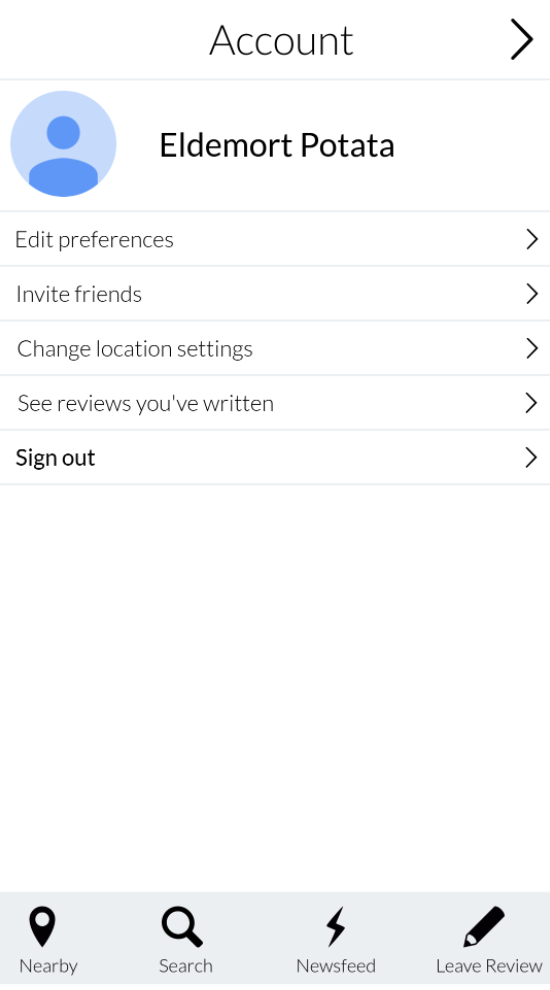 Account
Eldemort Potata
Edit preferences
Invite friends
Change location settings
See reviews you've written
Sign out
Nearby
Search
Newsfeed
Leave Review